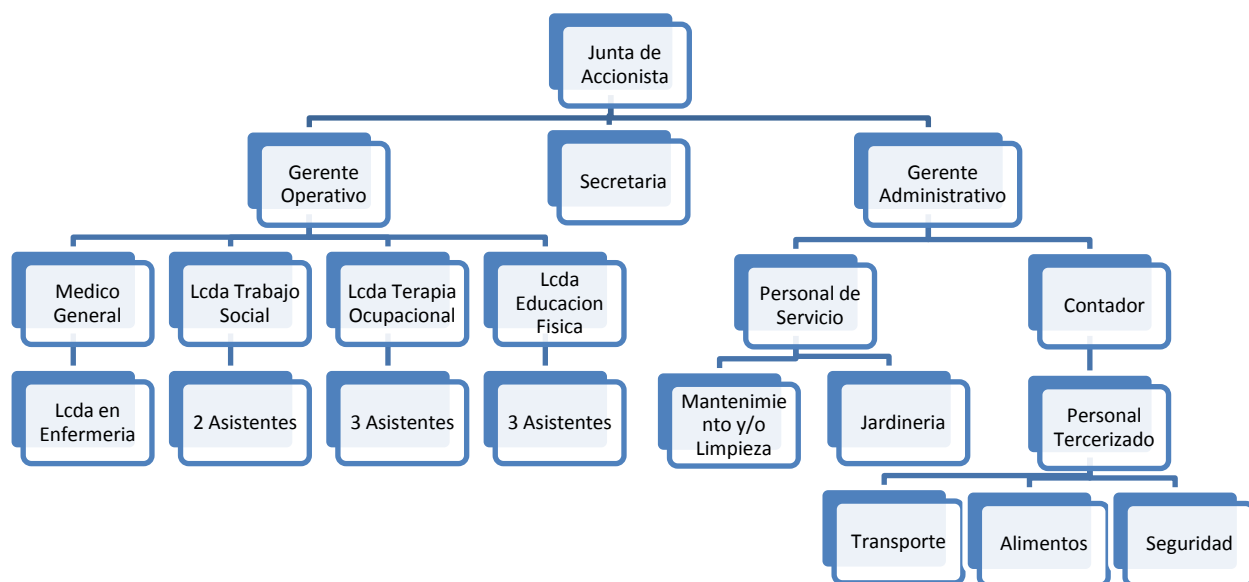 Junta de
Accionista
Gerente
Operativo
Secretaria
Gerente
Administrativo
Medico
General
Lcda Trabajo
Social
Lcda Terapia
Ocupacional
Lcda
Educacion
Fisica
Personal de
Servicio
Contador
Lcda en
Enfermeria
2 Asistentes
3 Asistentes
3 Asistentes
Mantenimie
nto y/o
Limpieza
Jardineria
Personal
Tercerizado
Transporte
Alimentos
Seguridad